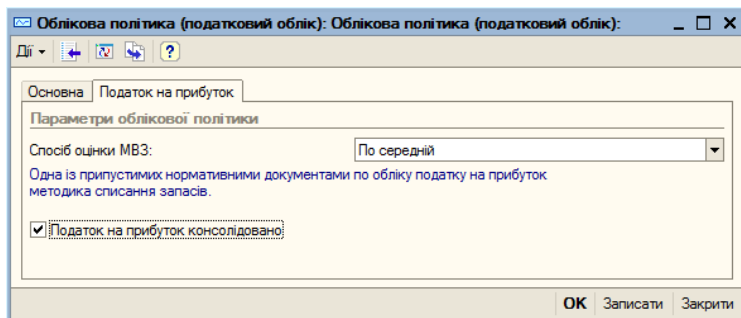 Облікова політика (податковий облік): Облікова політика (податковий облік):
Дії
Основна Податок на прибуток
Параметри облікової політики
Спосіб оцінки МВЗ: По середній
Одна із припустимих нормативними документами по обліку податку на прибуток
методика списання запасів.
Податок на прибуток консолідовано
OK Записати Закрити